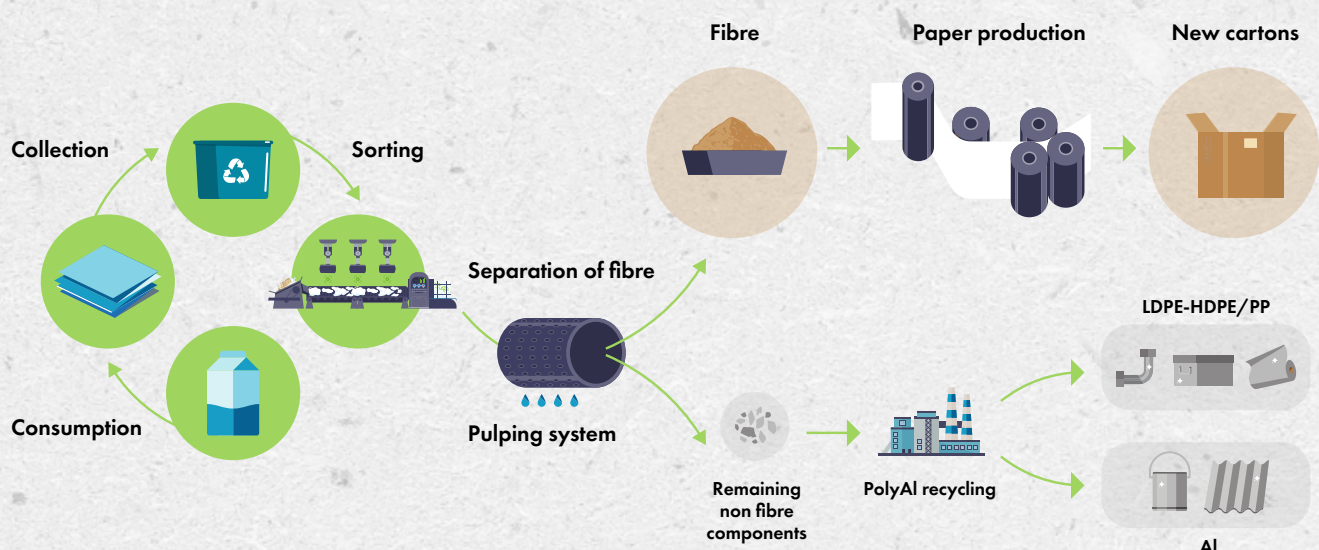 Fibre
Paper production
New cartons
Collection
Sorting
Separation of fibre
LDPE-HDPE/PP
Consumption
Pulping system
Remaining
non fibre
components
PolyAl recycling
Al